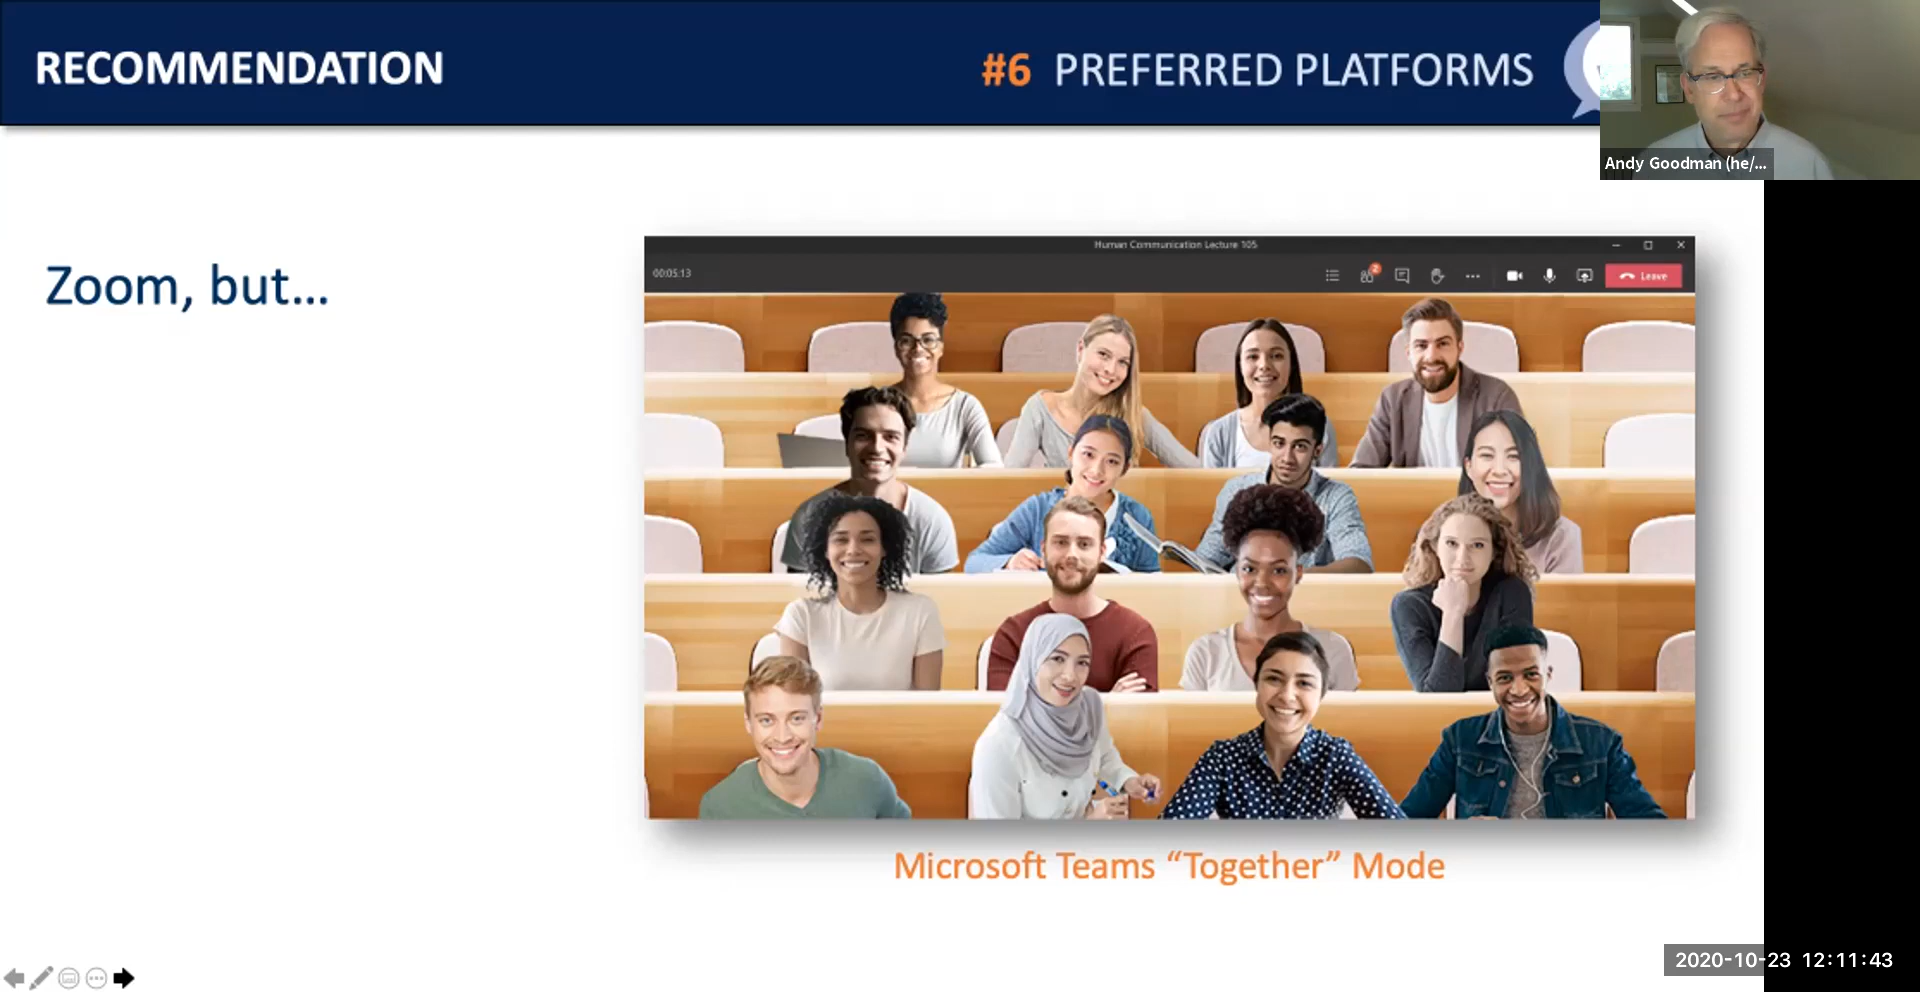 RECOMMENDATION
#6 PREFERRED PLATFORMS
Andy Goodman (he/...
Zoom, but...
Human Communication Lecture 105
00:05:13
2
Leave
Microsoft Teams “Together” Mode
2020-10-23 12:11:43